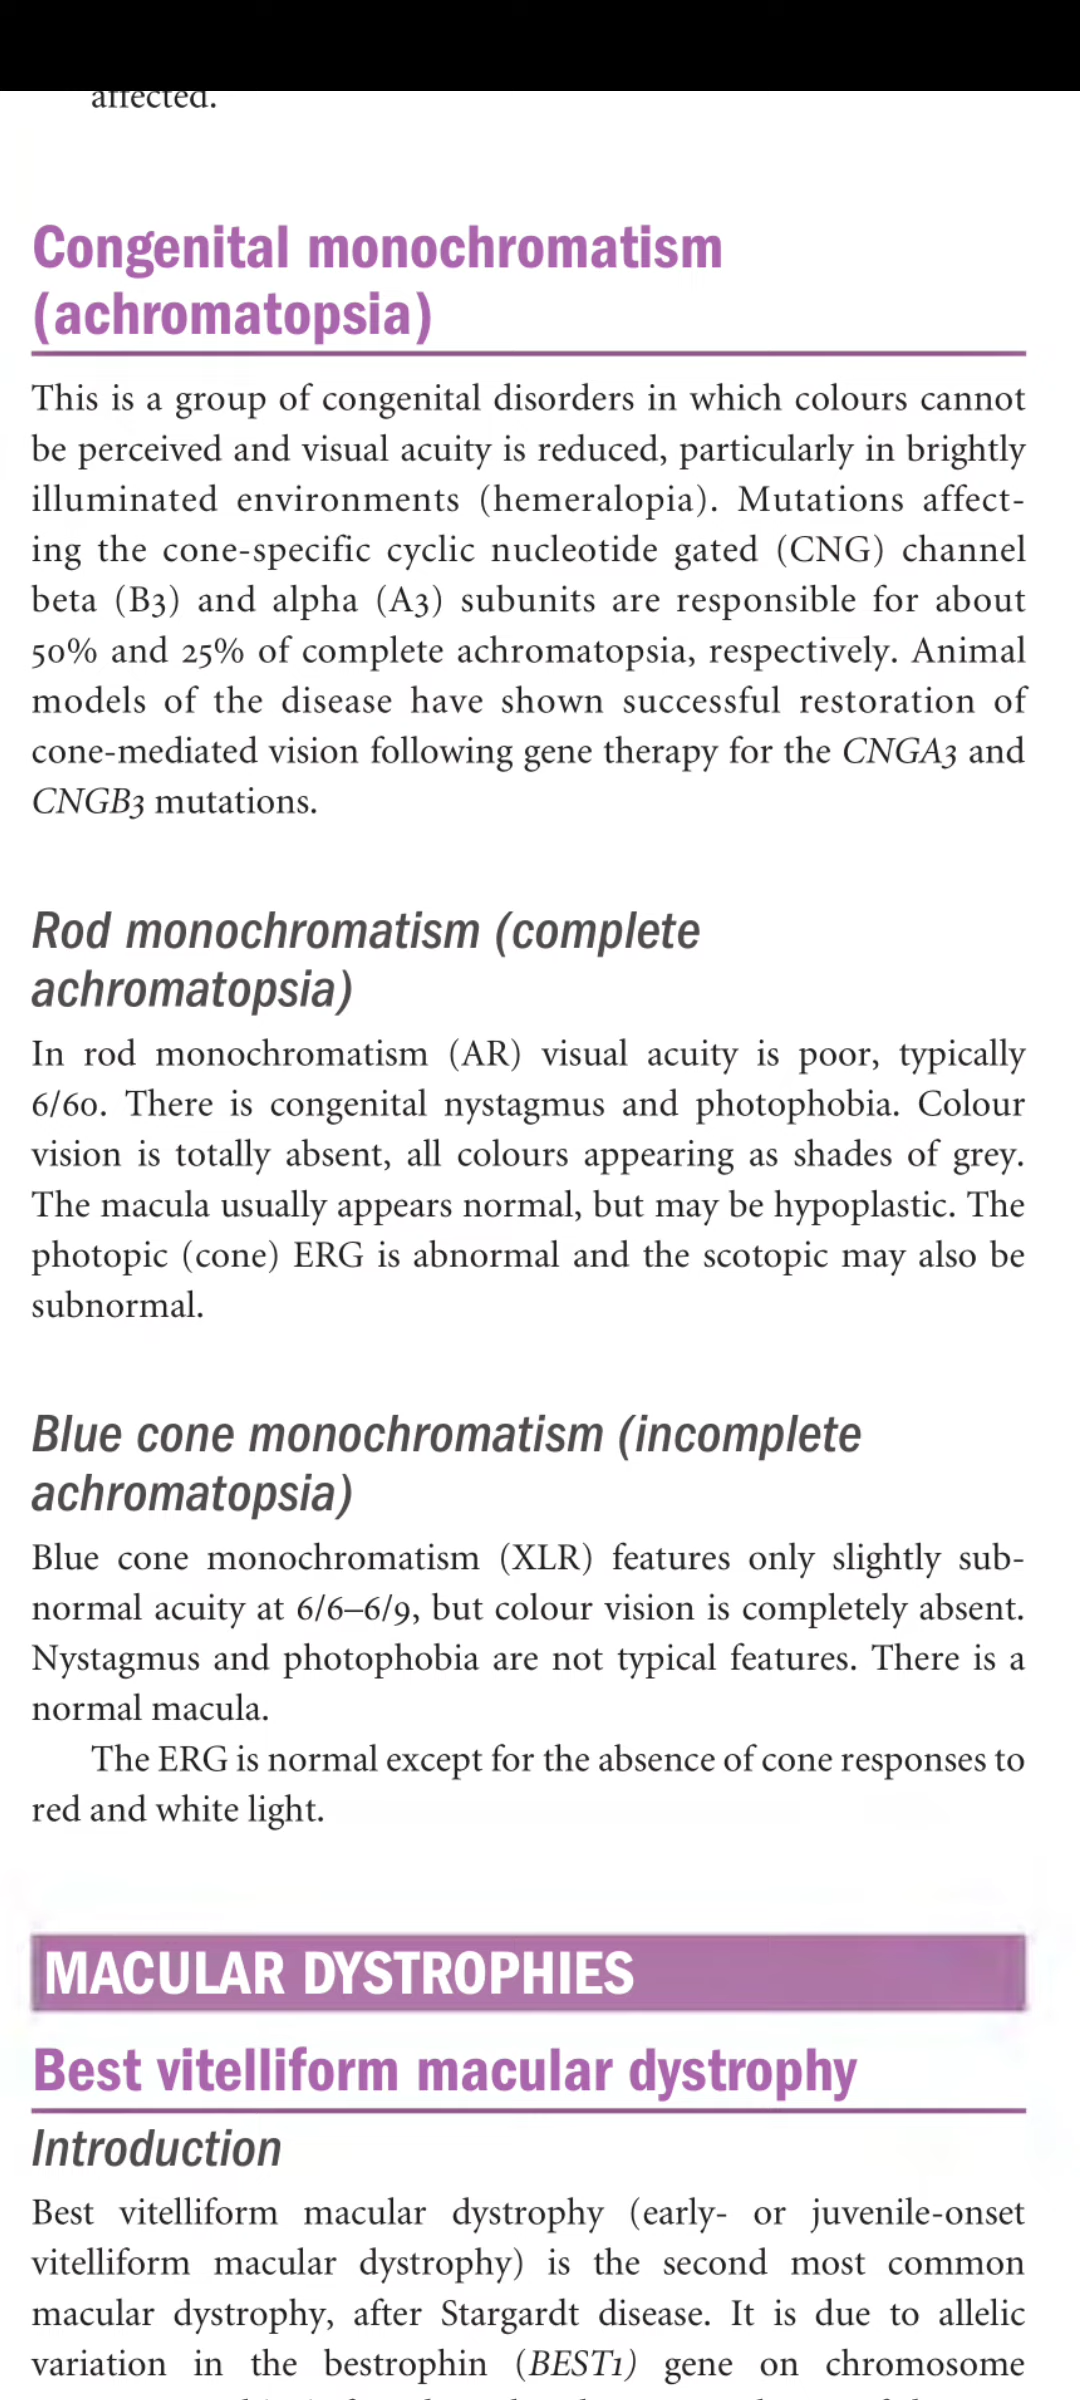 affected.
Congenital monochromatism
(achromatopsia)
This is a group of congenital disorders in which colours cannot
be perceived and visual acuity is reduced, particularly in brightly
illuminated environments (hemeralopia). Mutations affect-
ing the cone-specific cyclic nucleotide gated (CNG) channel
beta (B3) and alpha (A3) subunits are responsible for about
50% and 25% of complete achromatopsia, respectively. Animal
models of the disease have shown successful restoration of
cone-mediated vision following gene therapy for the CNGA3 and
CNGB3 mutations.
Rod monochromatism (complete
achromatopsia)
In rod monochromatism (AR) visual acuity is poor, typically
6/60. There is congenital nystagmus and photophobia. Colour
vision is totally absent, all colours appearing as shades of grey.
The macula usually appears normal, but may be hypoplastic. The
photopic (cone) ERG is abnormal and the scotopic may also be
subnormal.
Blue cone monochromatism (incomplete
achromatopsia)
Blue cone monochromatism (XLR) features only slightly sub-
normal acuity at 6/6–6/9, but colour vision is completely absent.
Nystagmus and photophobia are not typical features. There is a
normal macula.
The ERG is normal except for the absence of cone responses to
red and white light.
MACULAR DYSTROPHIES
Best vitelliform macular dystrophy
Introduction
Best vitelliform macular dystrophy (early- or juvenile-onset
vitelliform macular dystrophy) is the second most common
macular dystrophy, after Stargardt disease. It is due to allelic
variation in the bestrophin (BEST1) gene on chromosome